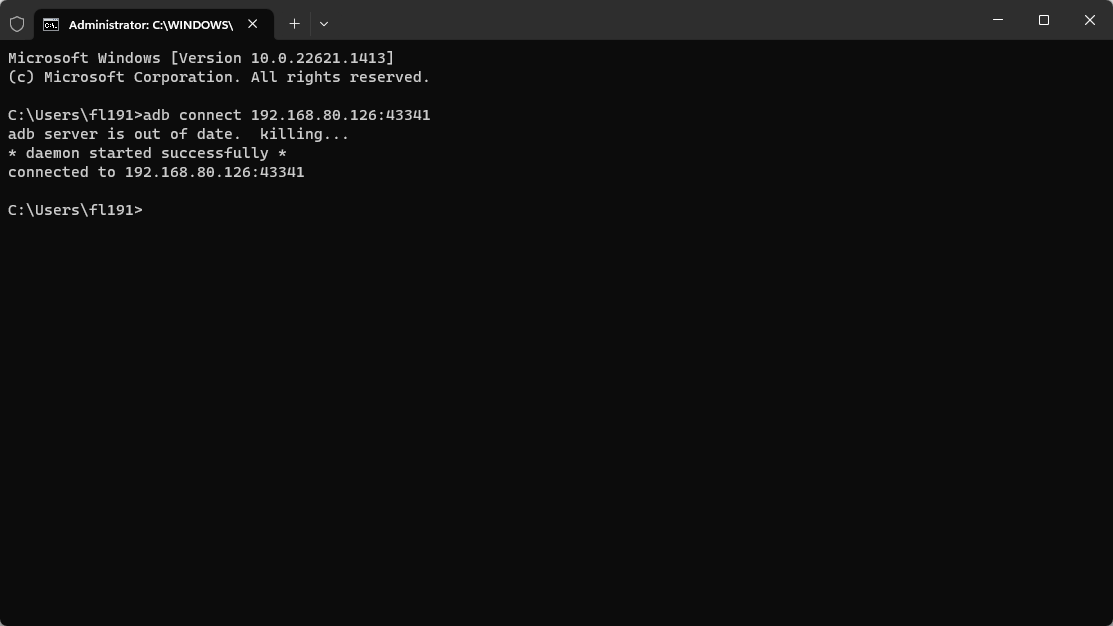 Administrator: C:\WINDOWS\
Microsoft Windows [Version 10.0.22621.1413]
(c) Microsoft Corporation. All rights reserved.
C:\Users\fl191>adb connect 192.168.80.126:43341
adb server is out of date.  killing...
* daemon started successfully *
connected to 192.168.80.126:43341
C:\Users\fl191>